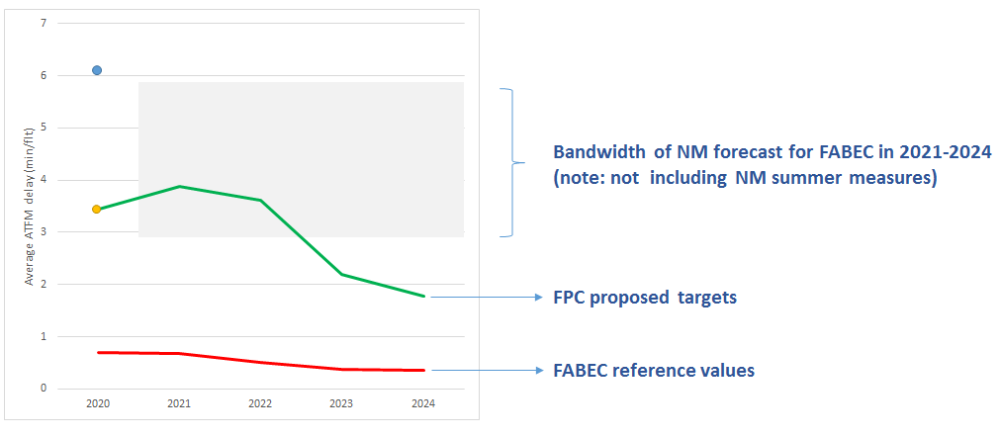 7
6
5
4
3
2
1
0
Average ATFM delay (min/flt)
2020 2021 2022 2023 2024
Bandwidth of NM forecast for FABEC in 2021-2024
(note: not including NM summer measures)
FPC proposed targets
FABEC reference values